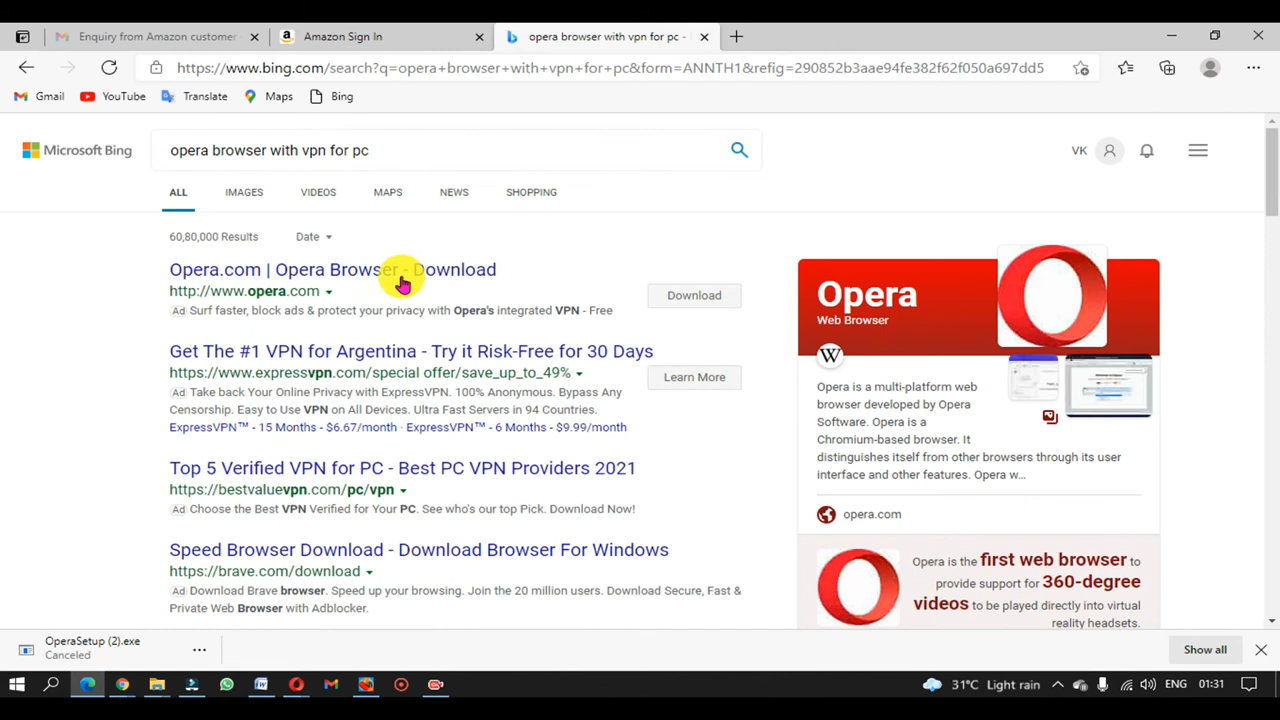 Enquiry from Amazon customer
Amazon Sign In
opera browser with vpn for pc -
https://www.bing.com/search?q=opera+browser+with+vpn+for+pc&form=ANNTH1&refig=290852b3aae94fe382f62f050a697dd5
Gmail
YouTube
Translate
Maps
Bing
Microsoft Bing
opera browser with vpn for pc
VK
ALL
IMAGES
VIDEOS
MAPS
NEWS
SHOPPING
60,80,000 Results
Date
Opera.com | Opera Browser - Download
http://www.opera.com
Ad Surf faster, block ads & protect your privacy with Opera's integrated VPN - Free
Download
Get The #1 VPN for Argentina - Try it Risk-Free for 30 Days
https://www.expressvpn.com/special offer/save_up_to_49%
Ad Take back Your Online Privacy with ExpressVPN. 100% Anonymous. Bypass Any
Censorship. Easy to Use VPN on All Devices. Ultra Fast Servers in 94 Countries.
ExpressVPN™ - 15 Months - $6.67/month · ExpressVPN™ - 6 Months - $9.99/month
Learn More
Top 5 Verified VPN for PC - Best PC VPN Providers 2021
https://bestvaluevpn.com/pc/vpn
Ad Choose the Best VPN Verified for Your PC. See who's our top Pick. Download Now!
Speed Browser Download - Download Browser For Windows
https://brave.com/download
Ad Download Brave browser. Speed up your browsing. Join the 20 million users. Download Secure, Fast &
Private Web Browser with Adblocker.
Opera
Web Browser
W
Opera is a multi-platform web
browser developed by Opera
Software. Opera is a
Chromium-based browser. It
distinguishes itself from other browsers through its user
interface and other features. Opera w...
opera.com
Opera is the first web browser to
provide support for 360-degree
videos to be played directly into virtual
reality headsets.
OperaSetup (2).exe
Canceled
Show all
31°C Light rain
ENG
01:31